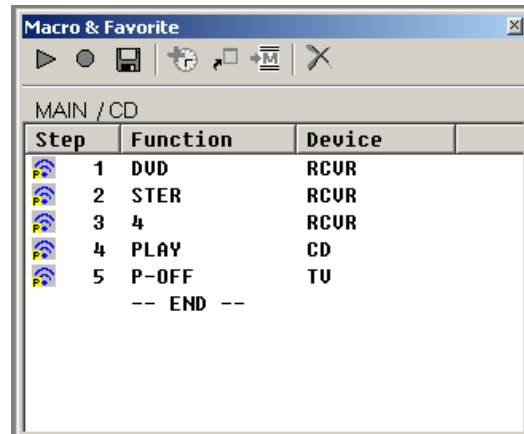 Macro & Favorite
MAIN / CD
Step Function Device
1 DVD RCVR
2 STER RCVR
3 4 RCVR
4 PLAY CD
5 P-OFF TV
-- END --